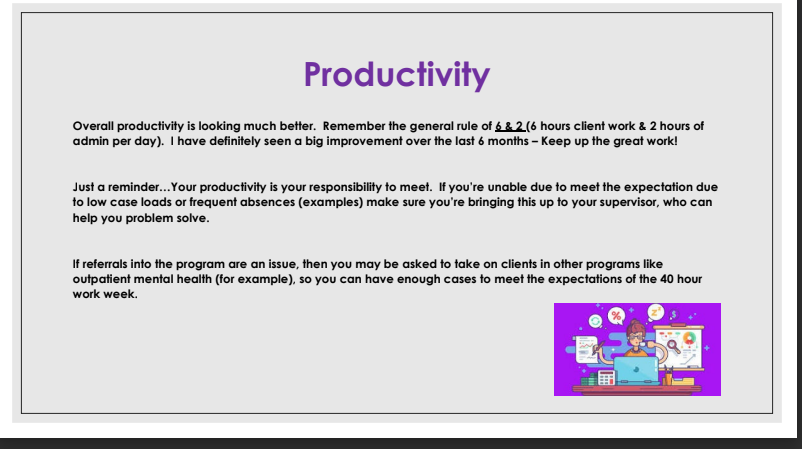 Productivity
Overall productivity is looking much better.  Remember the general rule of 6 & 2 (6 hours client work & 2 hours of
admin per day).  I have definitely seen a big improvement over the last 6 months – Keep up the great work!
Just a reminder…Your productivity is your responsibility to meet.  If you're unable due to meet the expectation due
to low case loads or frequent absences (examples) make sure you're bringing this up to your supervisor, who can
help you problem solve.
If referrals into the program are an issue, then you may be asked to take on clients in other programs like
outpatient mental health (for example), so you can have enough cases to meet the expectations of the 40 hour
work week.
%
z